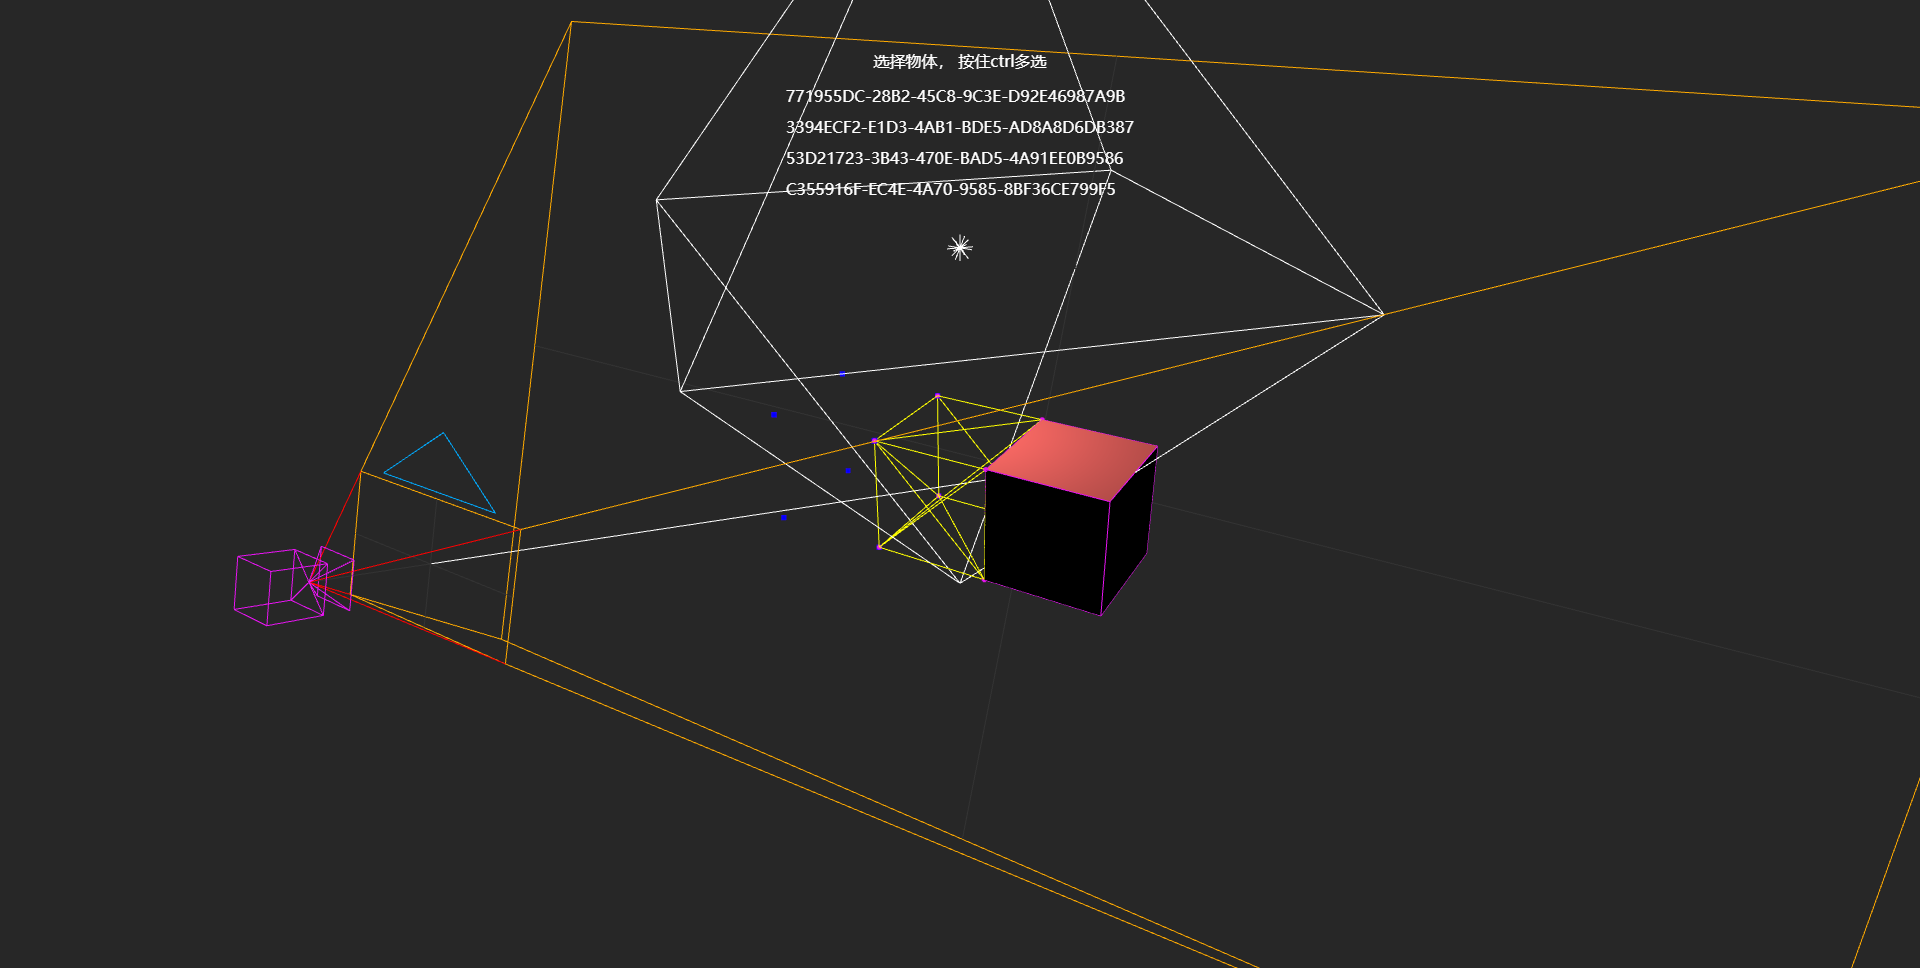 选择物体， 按住ctrl多选
771955DC-28B2-45C8-9C3E-D92E46987A9B
3394ECF2-E1D3-4AB1-BDE5-AD8A8D6DB387
53D21723-3B43-470E-BAD5-4A91EE0B9586
C355916F-EC4E-4A70-9585-8BF36CE799F5